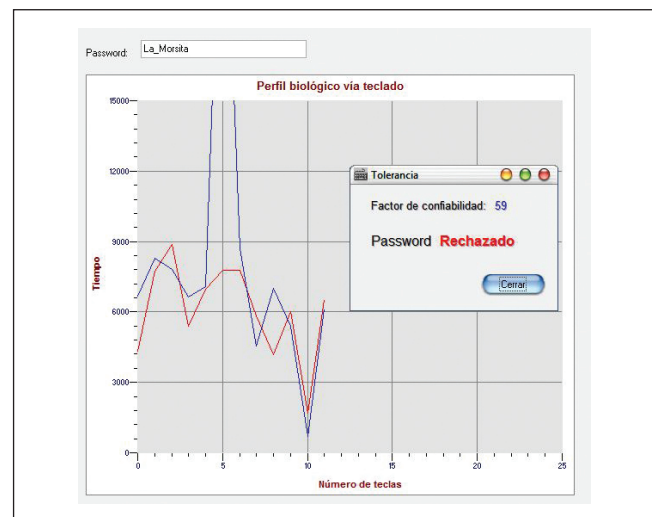 Password: La_Morsita
Perfil biológico vía teclado
15000
12000
9000
6000
3000
0
Tiempo
0 5 10 15 20 25
Número de teclas
Tolerancia
Factor de confiabilidad: 59
Password Rechazado
Cerrar